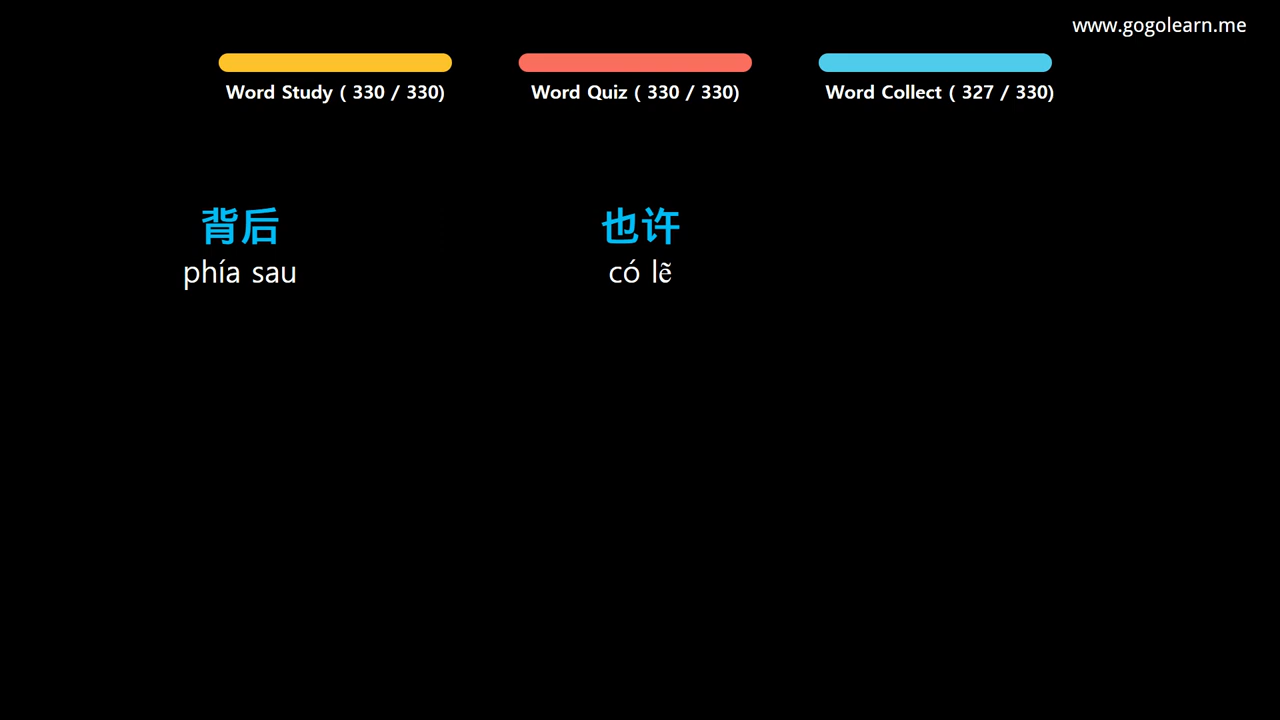 www.gogolearn.me
Word Study ( 330 / 330)
Word Quiz ( 330 / 330)
Word Collect ( 327 / 330)
背后
phía sau
也许
có lẽ